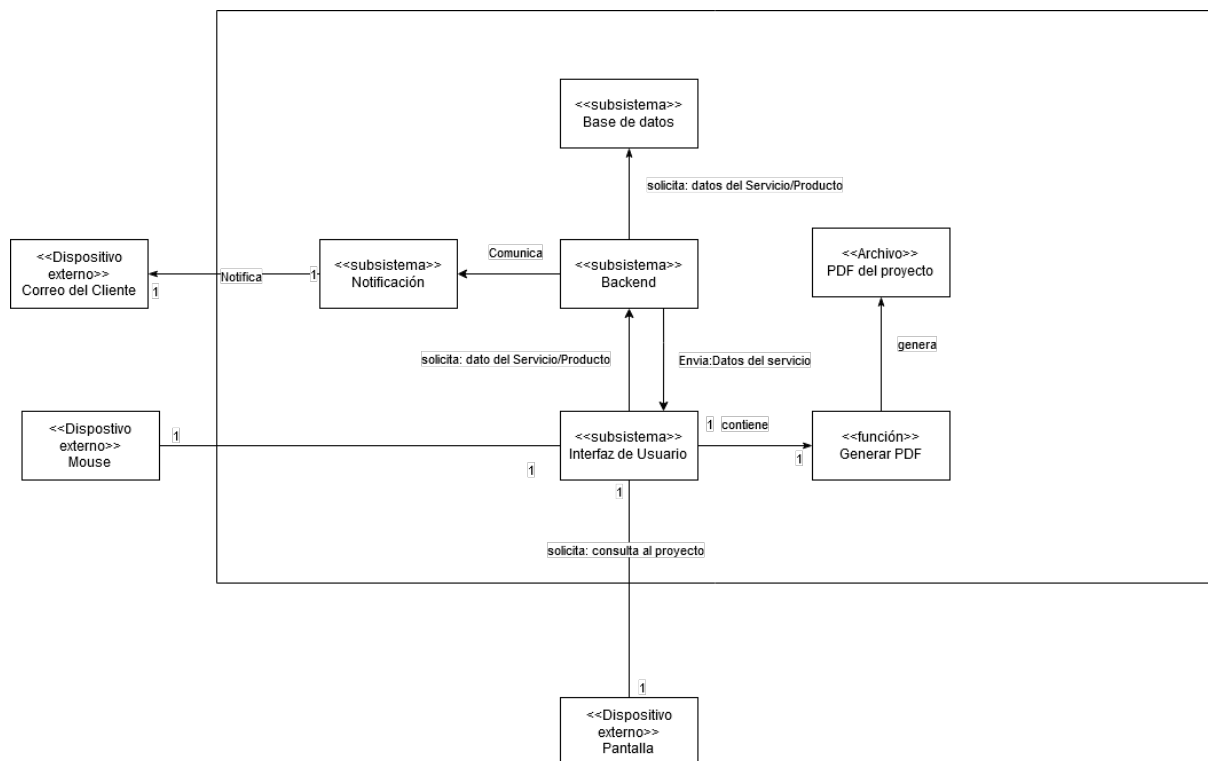 <<subsistema>>
Base de datos
solicita: datos del Servicio/Producto
<<Dispositivo
externo>>
Correo del Cliente
1
Notifica
1
<<subsistema>>
Notificación
Comunica
<<subsistema>>
Backend
<<Archivo>>
PDF del proyecto
solicita: dato del Servicio/Producto
Envia:Datos del servicio
genera
<<Dispostivo
externo>>
Mouse
1
1
<<subsistema>>
Interfaz de Usuario
1
1 contiene
1
<<función>>
Generar PDF
solicita: consulta al proyecto
1
<<Dispositivo
externo>>
Pantalla